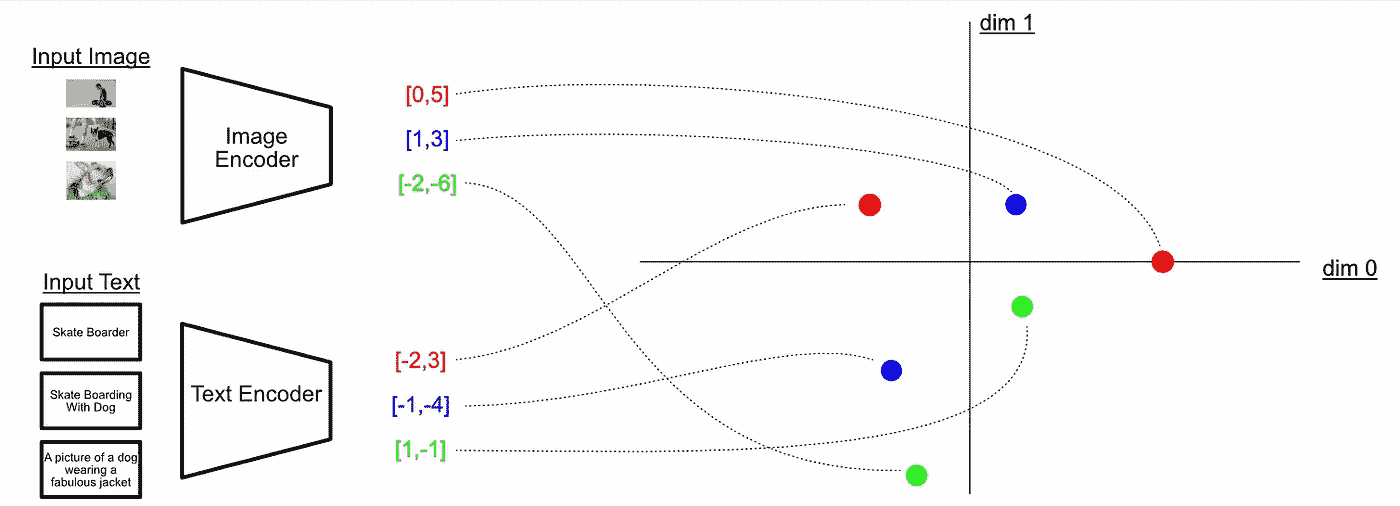 Input Image
Image
Encoder
[0,5]
[1,3]
[-2,-6]
dim 1
dim 0
Input Text
Skate Boarder
Skate Boarding
With Dog
A picture of a dog
wearing a
fabulous jacket
Text Encoder
[-2,3]
[-1,-4]
[1,-1]